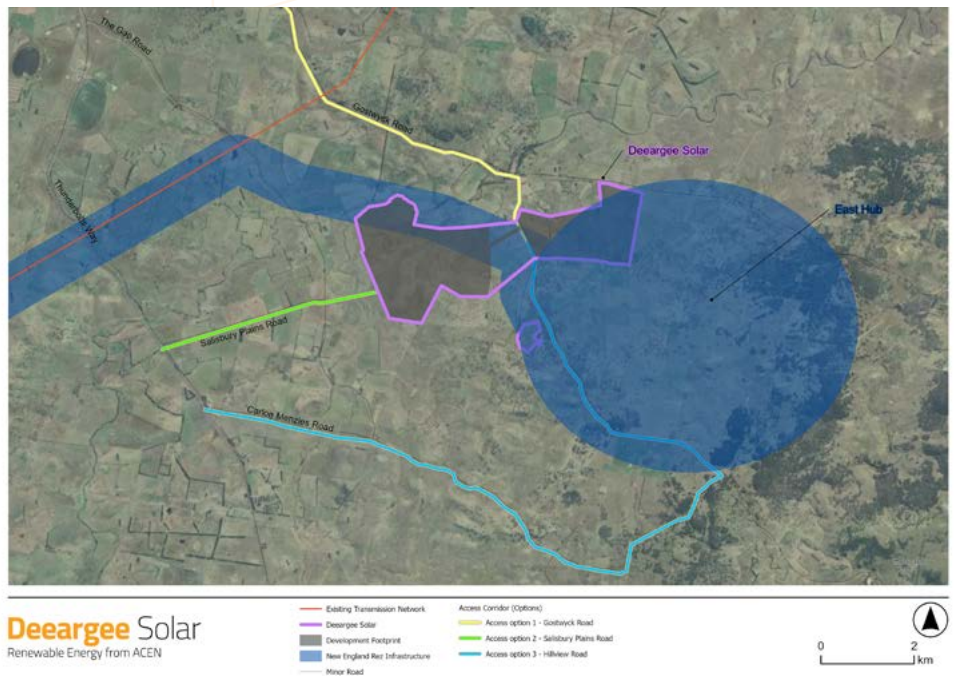 The Gap Road
Gostwyck Road
Deeargee Solar
Thunderbolts Way
East Hub
Salisbury Plains Road
Carlon Menzies Road
Deeargee Solar
Renewable Energy from ACEN
Existing Transmission Network
Deeargee Solar
Development Footprint
New England Rez Infrastructure
Minor Road
Access Corridor (Options)
Access option 1 - Gostwyck Road
Access option 2 - Salisbury Plains Road
Access option 3 - Hillview Road
0 2
km